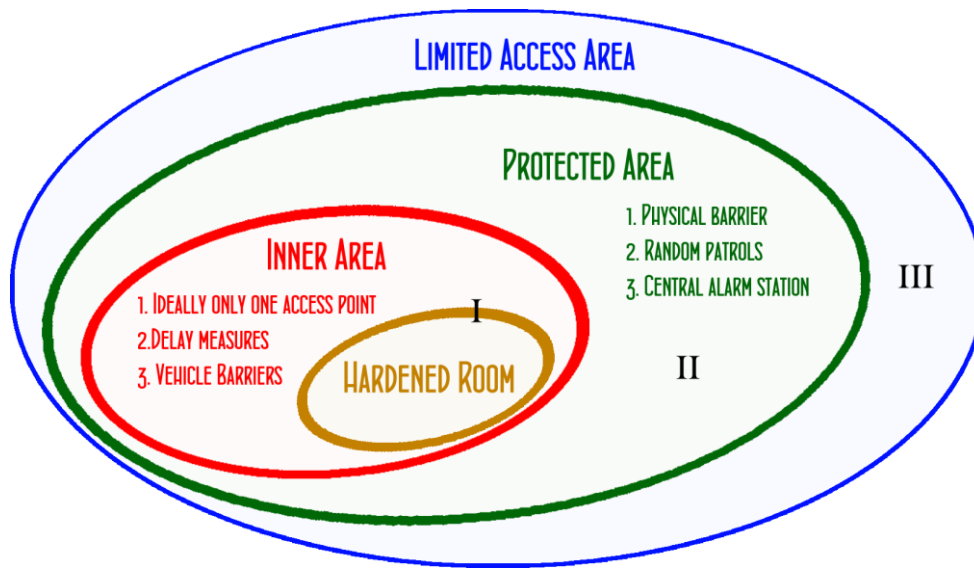 LIMITED ACCESS AREA
PROTECTED AREA
1. PHYSICAL BARRIER
2. RANDOM PATROLS
3. CENTRAL ALARM STATION
III
II
INNER AREA
1. IDEALLY ONLY ONE ACCESS POINT
2.DELAY MEASURES
3. VEHICLE BARRIERS
I
HARDENED ROOM